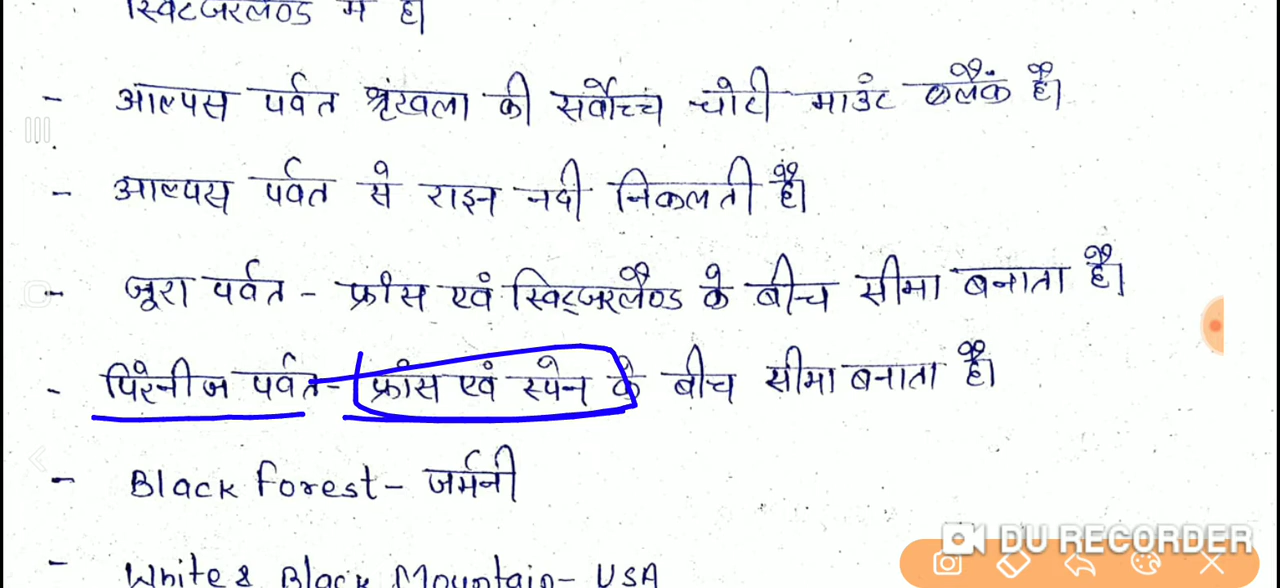 स्विटजरलैण्ड में है।
- आल्पस पर्वत श्रृंखला की सर्वोच्च चोटी माउंट ब्लैंक है।
- आल्पस पर्वत से राइन नदी निकलती है।
- जूरा पर्वत - फ्रांस एवं स्विट्जरलैण्ड के बीच सीमा बनाता है।
- पिरेनीज पर्वत - फ्रांस एवं स्पेन के बीच सीमा बनाता है।
- Black Forest - जर्मनी
- White & Black Mountain - USA
DU RECORDER